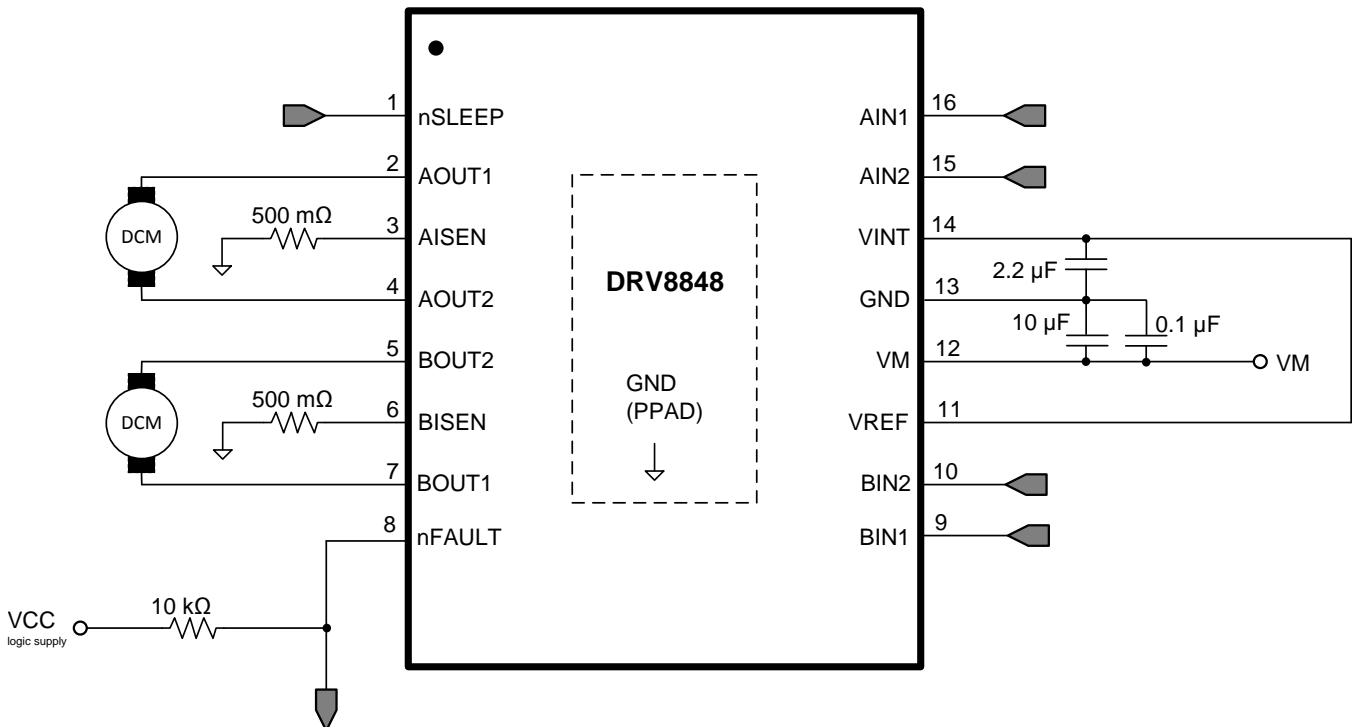 1
nSLEEP
2
AOUT1
DCM
500 mΩ
3
AISEN
4
AOUT2
5
BOUT2
DCM
500 mΩ
6
BISEN
7
BOUT1
8
nFAULT
VCC
logic supply
10 kΩ
DRV8848
GND
(PPAD)
AIN1
16
AIN2
15
VINT
14
2.2 µF
GND
13
10 µF
0.1 µF
VM
12
VM
VREF
11
BIN2
10
BIN1
9